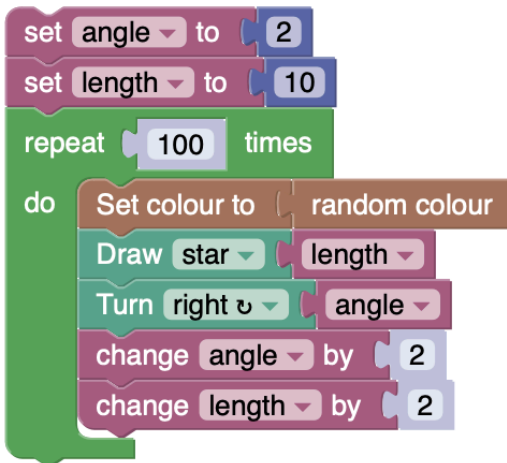 set angle to 2
set length to 10
repeat 100 times
do Set colour to random colour
Draw star length
Turn right ↻ angle
change angle by 2
change length by 2